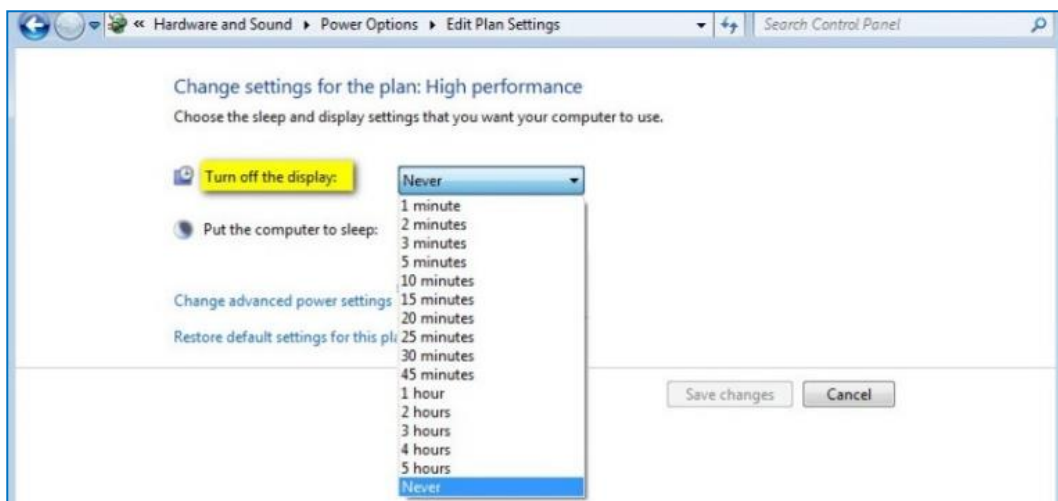 « Hardware and Sound ▸ Power Options ▸ Edit Plan Settings
Search Control Panel
Change settings for the plan: High performance
Choose the sleep and display settings that you want your computer to use.
Turn off the display:
Never
1 minute
2 minutes
Put the computer to sleep:
3 minutes
5 minutes
10 minutes
Change advanced power settings
15 minutes
20 minutes
Restore default settings for this
25 minutes
30 minutes
45 minutes
1 hour
Save changes
Cancel
2 hours
3 hours
4 hours
5 hours
Never